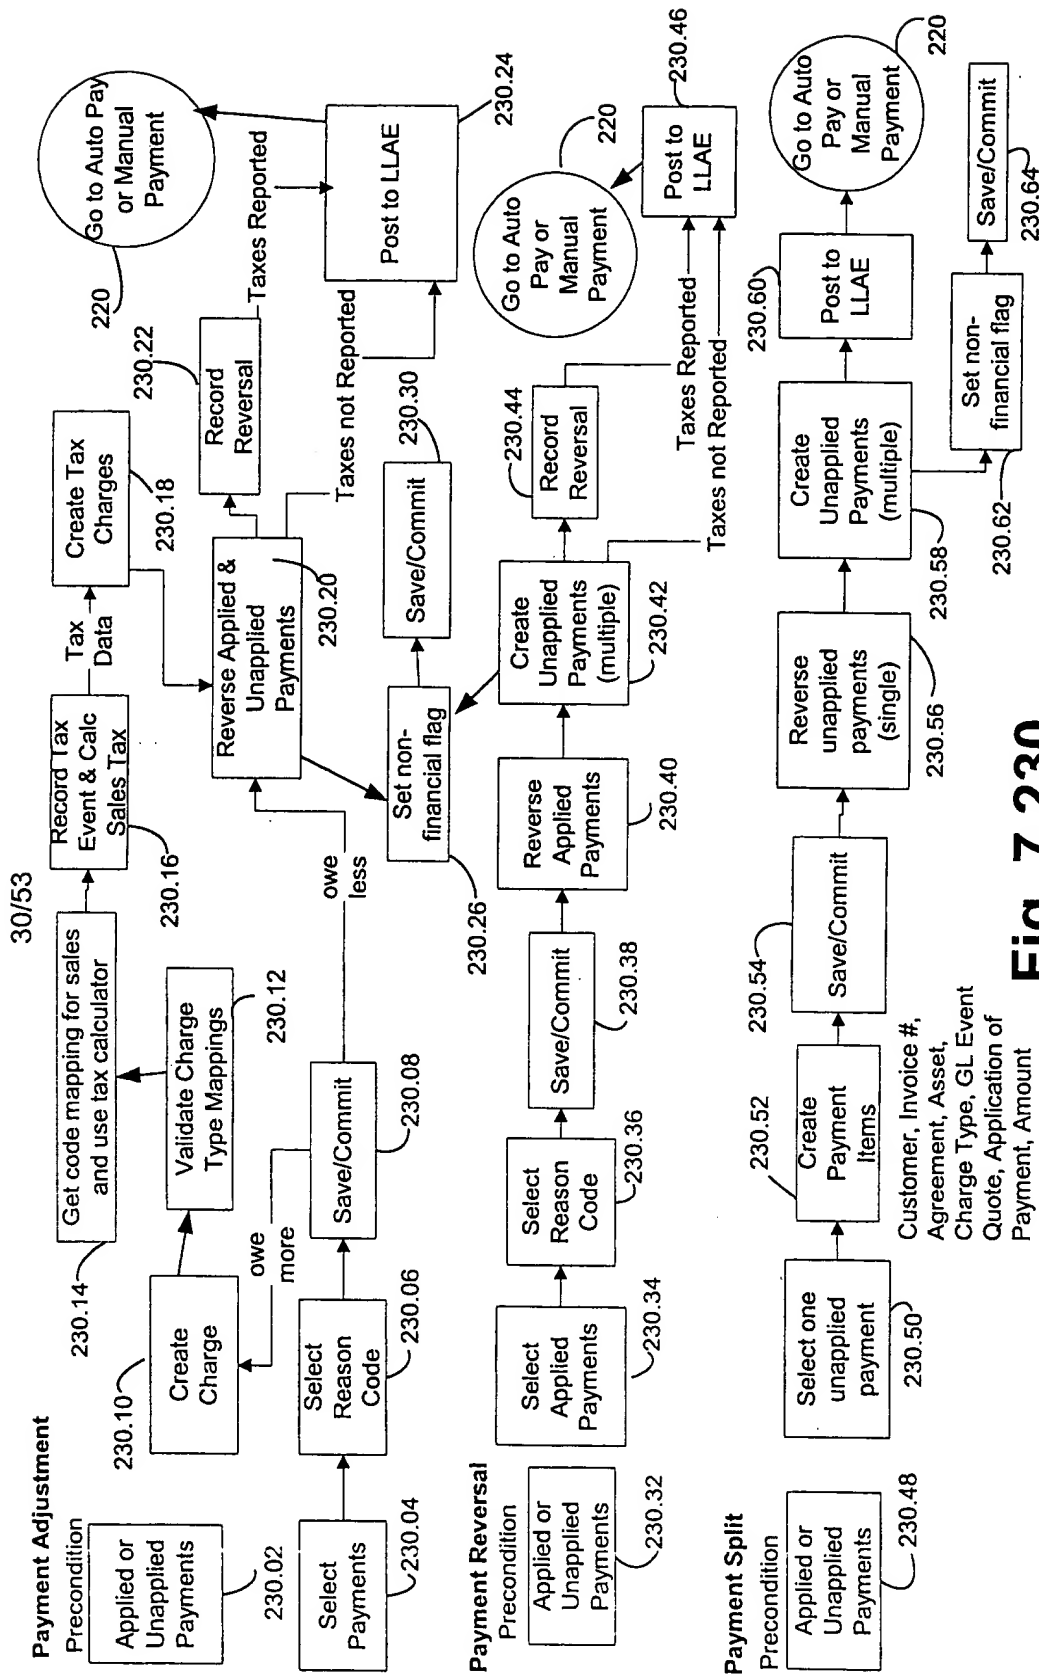 30/53
Payment Adjustment
Precondition
Applied or
Unapplied
Payments
230.02
Select
Payments
230.04
Select
Reason
Code
230.06
Save/Commit
230.08
owe
more
owe
less
Create
Charge
230.10
Validate Charge
Type Mappings
230.12
Get code mapping for sales
and use tax calculator
230.14
Record Tax
Event & Calc
Sales Tax
230.16
Tax
Data
Create Tax
Charges
230.18
Reverse Applied &
Unapplied
Payments
230.20
Record
Reversal
230.22
Taxes Reported
Taxes not Reported
Post to LLAE
230.24
Go to Auto Pay
or Manual
Payment
220
Set non-
financial flag
230.26
Save/Commit
230.30
Payment Reversal
Precondition
Applied or
Unapplied
Payments
230.32
Select
Applied
Payments
230.34
Select
Reason
Code
230.36
Save/Commit
230.38
Reverse
Applied
Payments
230.40
Create
Unapplied
Payments
(multiple)
230.42
Record
Reversal
230.44
Taxes Reported
Taxes not Reported
Post to
LLAE
230.46
Go to Auto
Pay or
Manual
Payment
220
Payment Split
Precondition
Applied or
Unapplied
Payments
230.48
Select one
unapplied
payment
230.50
Create
Payment
Items
230.52
Customer, Invoice #,
Agreement, Asset,
Charge Type, GL Event
Quote, Application of
Payment, Amount
Save/Commit
230.54
Reverse
unapplied
payments
(single)
230.56
Create
Unapplied
Payments
(multiple)
230.58
Post to
LLAE
230.60
Go to Auto
Pay or
Manual
Payment
220
Set non-
financial flag
230.62
Save/Commit
230.64
Fig. 7.230